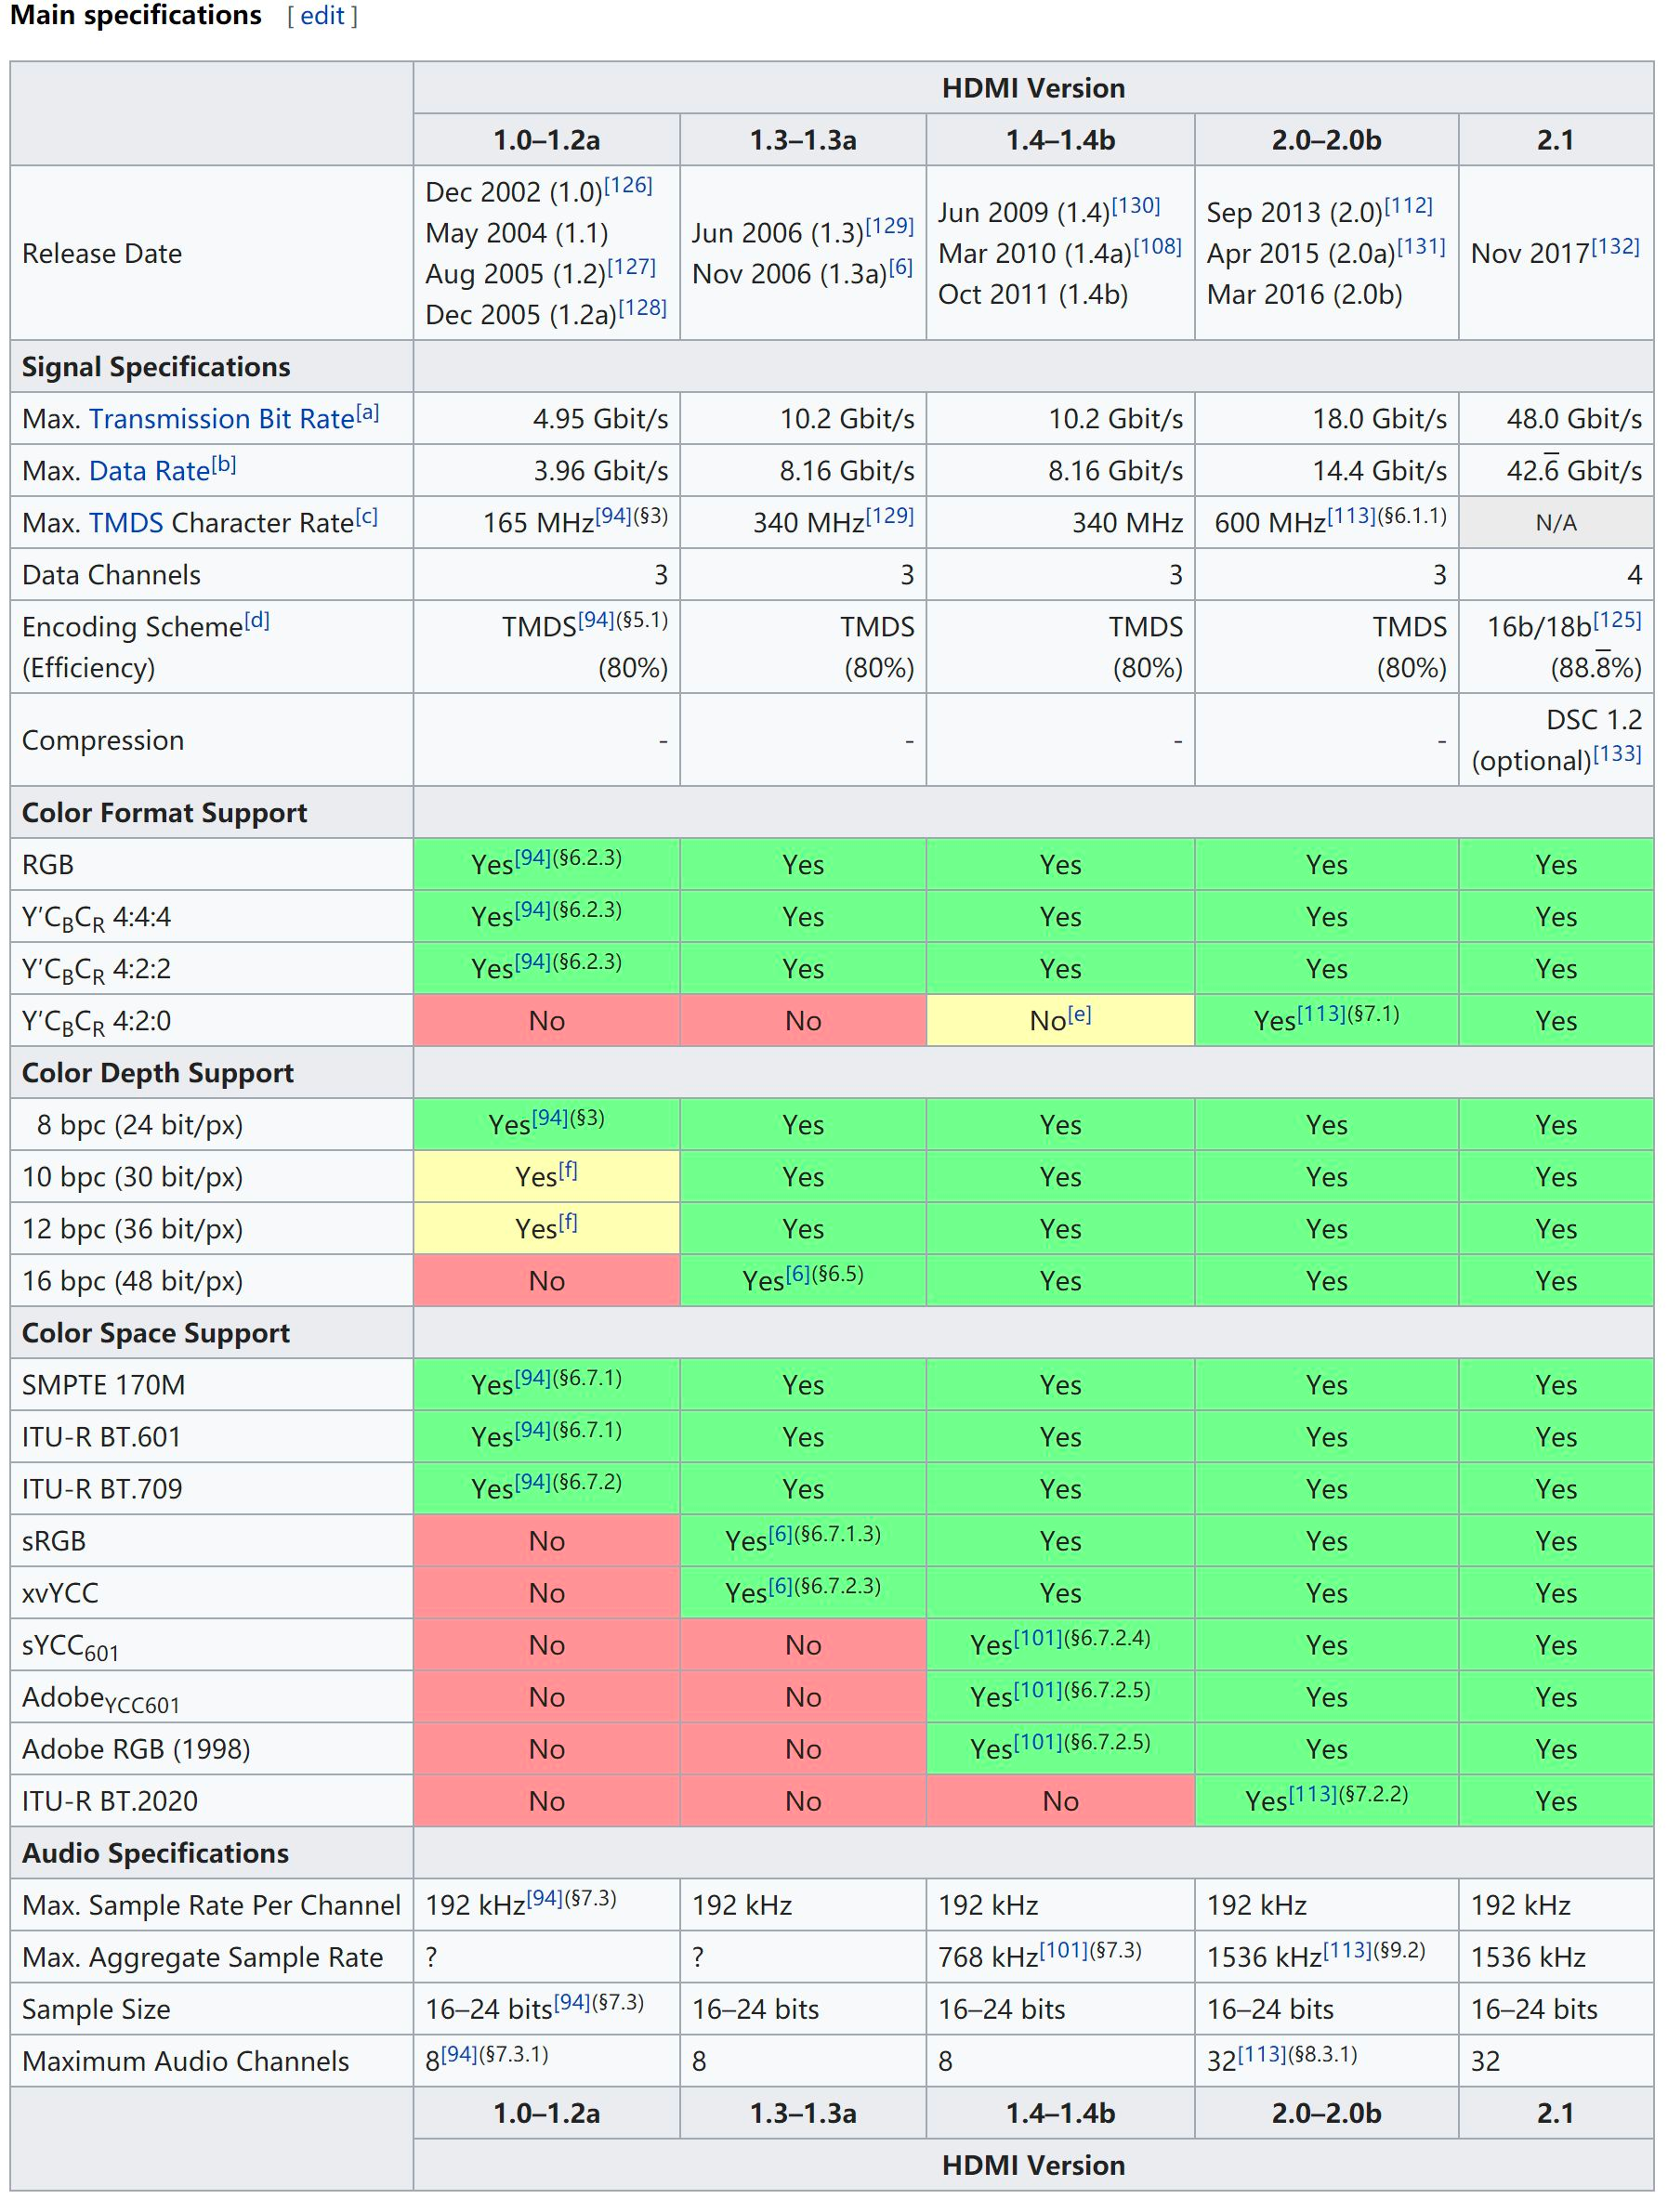 Main specifications [ edit ]
HDMI Version
1.0–1.2a 1.3–1.3a 1.4–1.4b 2.0–2.0b 2.1
Release Date
Dec 2002 (1.0)[126]
May 2004 (1.1)
Aug 2005 (1.2)[127]
Dec 2005 (1.2a)[128]
Jun 2006 (1.3)[129]
Nov 2006 (1.3a)[6]
Jun 2009 (1.4)[130]
Mar 2010 (1.4a)[108]
Oct 2011 (1.4b)
Sep 2013 (2.0)[112]
Apr 2015 (2.0a)[131]
Mar 2016 (2.0b)
Nov 2017[132]
Signal Specifications
Max. Transmission Bit Rate[a] 4.95 Gbit/s 10.2 Gbit/s 10.2 Gbit/s 18.0 Gbit/s 48.0 Gbit/s
Max. Data Rate[b] 3.96 Gbit/s 8.16 Gbit/s 8.16 Gbit/s 14.4 Gbit/s 42.6̅ Gbit/s
Max. TMDS Character Rate[c] 165 MHz[94](§3) 340 MHz[129] 340 MHz 600 MHz[113](§6.1.1) N/A
Data Channels 3 3 3 3 4
Encoding Scheme[d] TMDS[94](§5.1) TMDS TMDS TMDS 16b/18b[125]
(Efficiency) (80%) (80%) (80%) (80%) (88.8̅%)
Compression - - - - DSC 1.2
(optional)[133]
Color Format Support
RGB Yes[94](§6.2.3) Yes Yes Yes Yes
Y′CBCR 4:4:4 Yes[94](§6.2.3) Yes Yes Yes Yes
Y′CBCR 4:2:2 Yes[94](§6.2.3) Yes Yes Yes Yes
Y′CBCR 4:2:0 No No No[e] Yes[113](§7.1) Yes
Color Depth Support
8 bpc (24 bit/px) Yes[94](§3) Yes Yes Yes Yes
10 bpc (30 bit/px) Yes[f] Yes Yes Yes Yes
12 bpc (36 bit/px) Yes[f] Yes Yes Yes Yes
16 bpc (48 bit/px) No Yes[6](§6.5) Yes Yes Yes
Color Space Support
SMPTE 170M Yes[94](§6.7.1) Yes Yes Yes Yes
ITU-R BT.601 Yes[94](§6.7.1) Yes Yes Yes Yes
ITU-R BT.709 Yes[94](§6.7.2) Yes Yes Yes Yes
sRGB No Yes[6](§6.7.1.3) Yes Yes Yes
xvYCC No Yes[6](§6.7.2.3) Yes Yes Yes
sYCC601 No No Yes[101](§6.7.2.4) Yes Yes
AdobeYCC601 No No Yes[101](§6.7.2.5) Yes Yes
Adobe RGB (1998) No No Yes[101](§6.7.2.5) Yes Yes
ITU-R BT.2020 No No No Yes[113](§7.2.2) Yes
Audio Specifications
Max. Sample Rate Per Channel 192 kHz[94](§7.3) 192 kHz 192 kHz 192 kHz 192 kHz
Max. Aggregate Sample Rate ? ? 768 kHz[101](§7.3) 1536 kHz[113](§9.2) 1536 kHz
Sample Size 16–24 bits[94](§7.3) 16–24 bits 16–24 bits 16–24 bits 16–24 bits
Maximum Audio Channels 8[94](§7.3.1) 8 8 32[113](§8.3.1) 32
1.0–1.2a 1.3–1.3a 1.4–1.4b 2.0–2.0b 2.1
HDMI Version